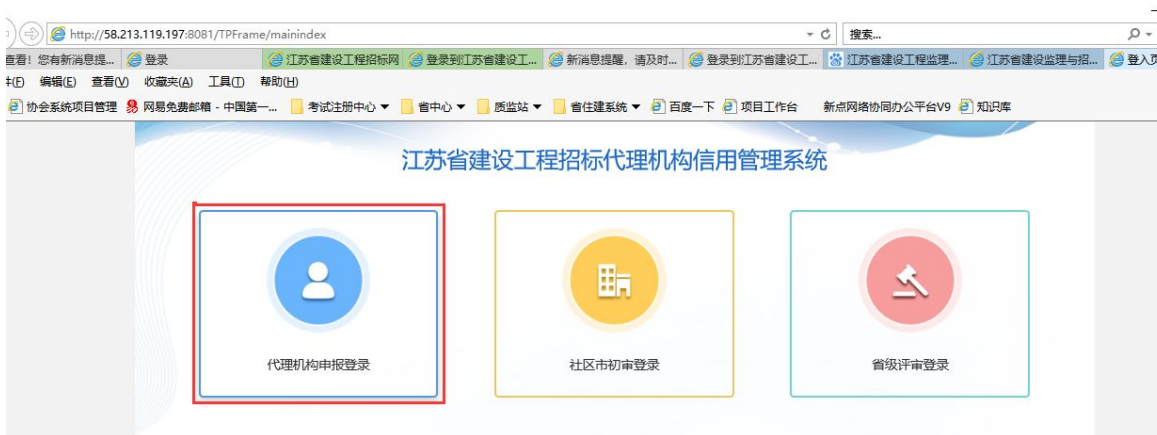 http://58.213.119.197:8081/TPFrame/mainindex 搜索...
查看！您有新消息提... 登录 江苏省建设工程招标网 登录到江苏省建设工... 新消息提醒，请及时... 登录到江苏省建设工... 江苏省建设工程监理... 江苏省建设监理与招... 登入页
(F) 编辑(E) 查看(V) 收藏夹(A) 工具(T) 帮助(H)
协会系统项目管理 网易免费邮箱 - 中国第一... 考试注册中心 省中心 质监站 省住建系统 百度一下 项目工作台 新点网络协同办公平台V9 知识库
江苏省建设工程招标代理机构信用管理系统
代理机构申报登录 社区市初审登录 省级评审登录